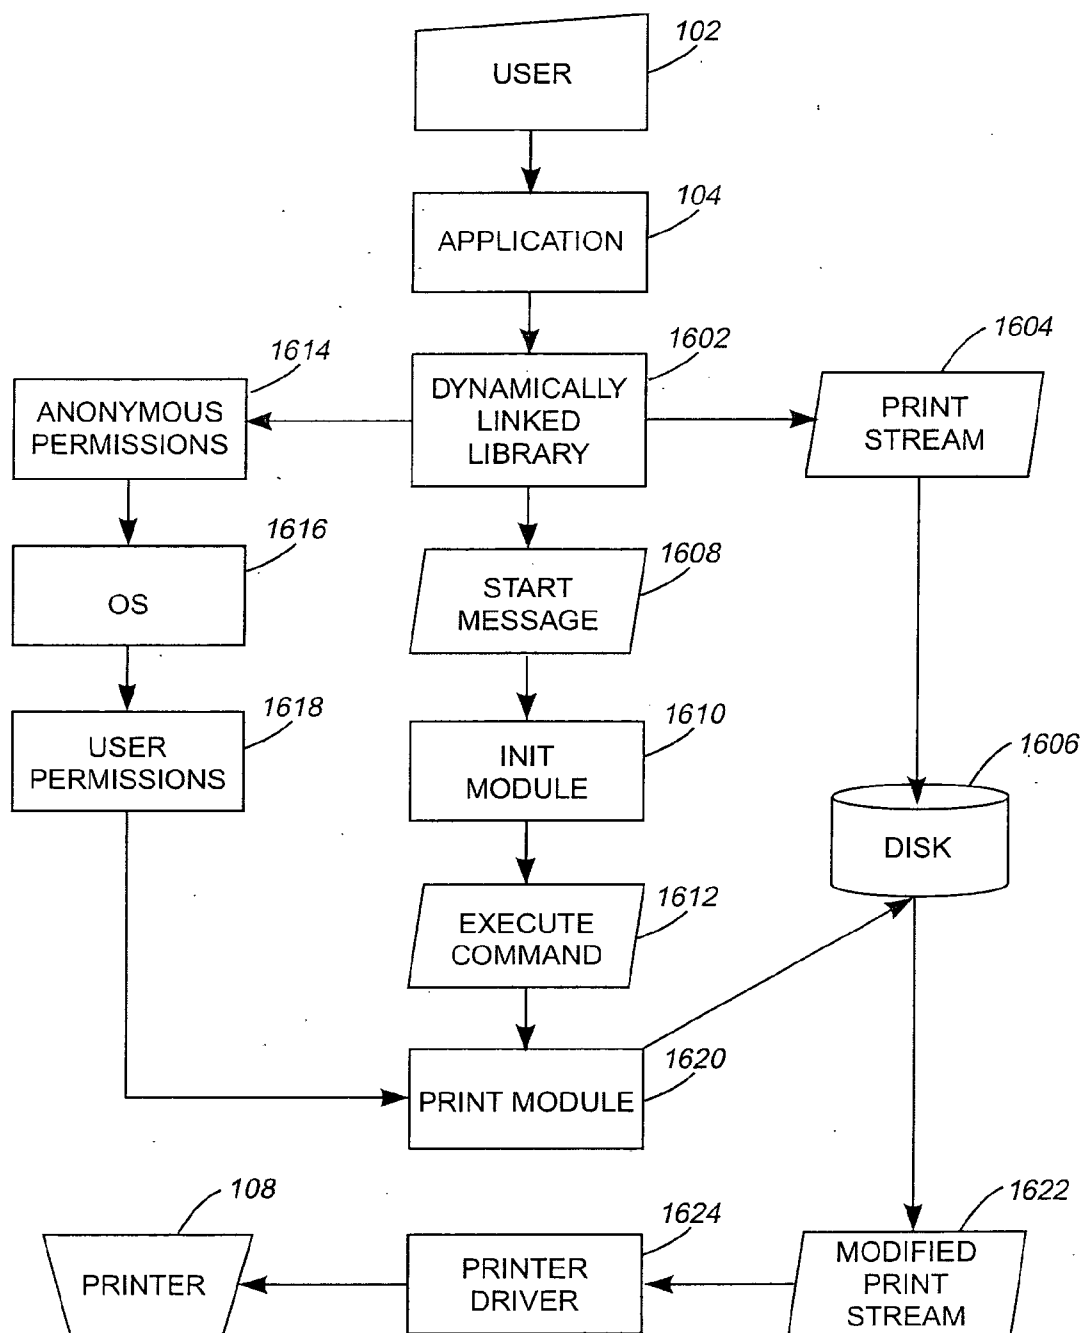 102
USER
104
APPLICATION
1602
1604
1614
DYNAMICALLY
LINKED
LIBRARY
PRINT
STREAM
ANONYMOUS
PERMISSIONS
1616
1608
OS
START
MESSAGE
1618
1610
USER
PERMISSIONS
INIT
MODULE
1606
DISK
1612
EXECUTE
COMMAND
1620
PRINT MODULE
108
1624
1622
PRINTER
PRINTER
DRIVER
MODIFIED
PRINT
STREAM